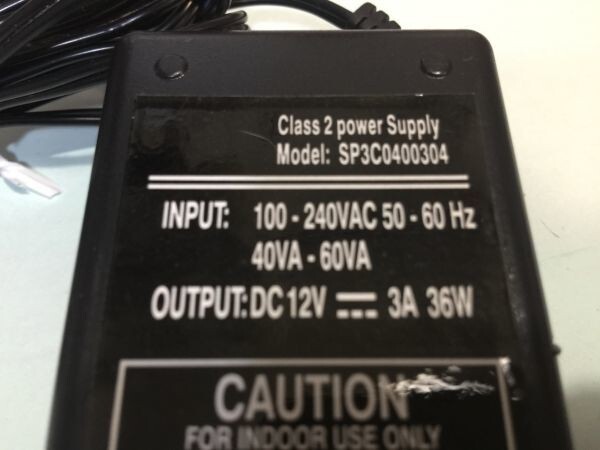 Class 2 power Supply
Model: SP3C0400304
INPUT: 100 - 240VAC 50 - 60 Hz
40VA - 60VA
OUTPUT: DC 12V ⎓ 3A 36W
CAUTION
FOR INDOOR USE ONLY